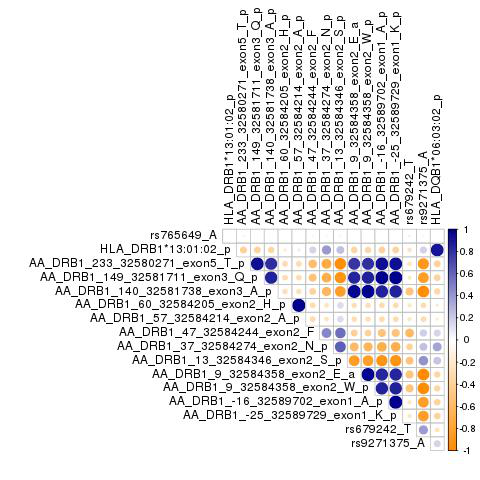 HLA_DRB1*13:01:02_p
AA_DRB1_233_32580271_exon5_T_p
AA_DRB1_149_32581711_exon3_Q_p
AA_DRB1_140_32581738_exon3_A_p
AA_DRB1_60_32584205_exon2_H_p
AA_DRB1_57_32584214_exon2_A_p
AA_DRB1_47_32584244_exon2_F
AA_DRB1_37_32584274_exon2_N_p
AA_DRB1_13_32584346_exon2_S_p
AA_DRB1_9_32584358_exon2_E_a
AA_DRB1_9_32584358_exon2_W_p
AA_DRB1_-16_32589702_exon1_A_p
AA_DRB1_-25_32589729_exon1_K_p
rs679242_T
rs9271375_A
HLA_DQB1*06:03:02_p
rs765649_A
HLA_DRB1*13:01:02_p
AA_DRB1_233_32580271_exon5_T_p
AA_DRB1_149_32581711_exon3_Q_p
AA_DRB1_140_32581738_exon3_A_p
AA_DRB1_60_32584205_exon2_H_p
AA_DRB1_57_32584214_exon2_A_p
AA_DRB1_47_32584244_exon2_F
AA_DRB1_37_32584274_exon2_N_p
AA_DRB1_13_32584346_exon2_S_p
AA_DRB1_9_32584358_exon2_E_a
AA_DRB1_9_32584358_exon2_W_p
AA_DRB1_-16_32589702_exon1_A_p
AA_DRB1_-25_32589729_exon1_K_p
rs679242_T
rs9271375_A
1
0.8
0.6
0.4
0.2
0
-0.2
-0.4
-0.6
-0.8
-1